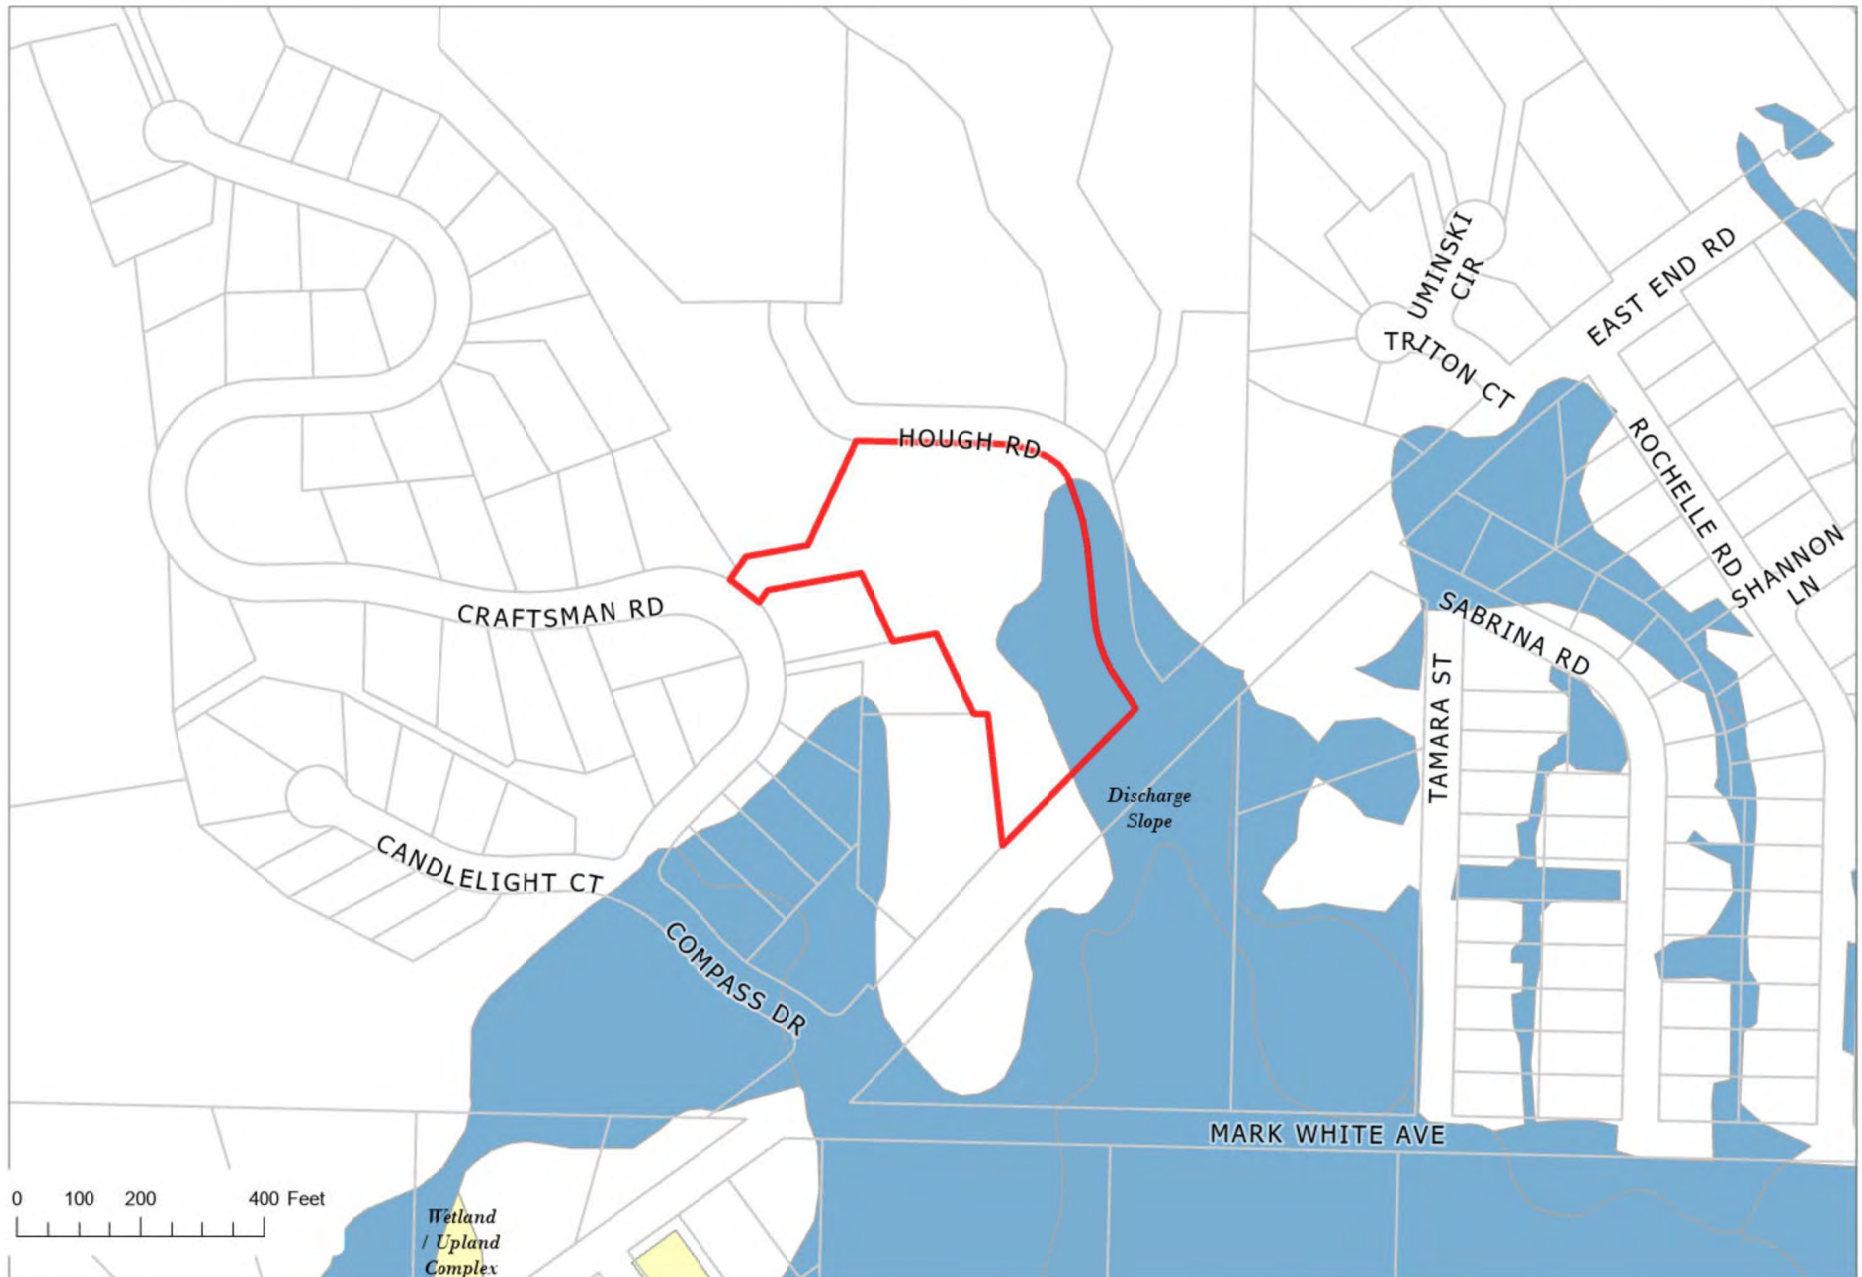 UMINSKI
CIR
EAST END RD
TRITON CT
HOUGH RD
ROCHELLE RD
SHANNON
LN
CRAFTSMAN RD
SABRINA RD
TAMARA ST
Discharge
Slope
CANDLELIGHT CT
COMPASS DR
MARK WHITE AVE
0 100 200 400 Feet
Wetland
/ Upland
Complex